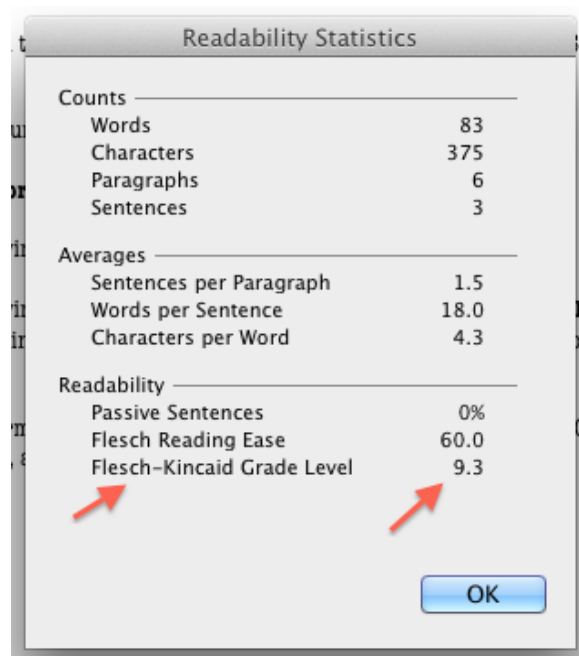 Readability Statistics
Counts
Words 83
Characters 375
Paragraphs 6
Sentences 3
Averages
Sentences per Paragraph 1.5
Words per Sentence 18.0
Characters per Word 4.3
Readability
Passive Sentences 0%
Flesch Reading Ease 60.0
Flesch-Kincaid Grade Level 9.3
OK